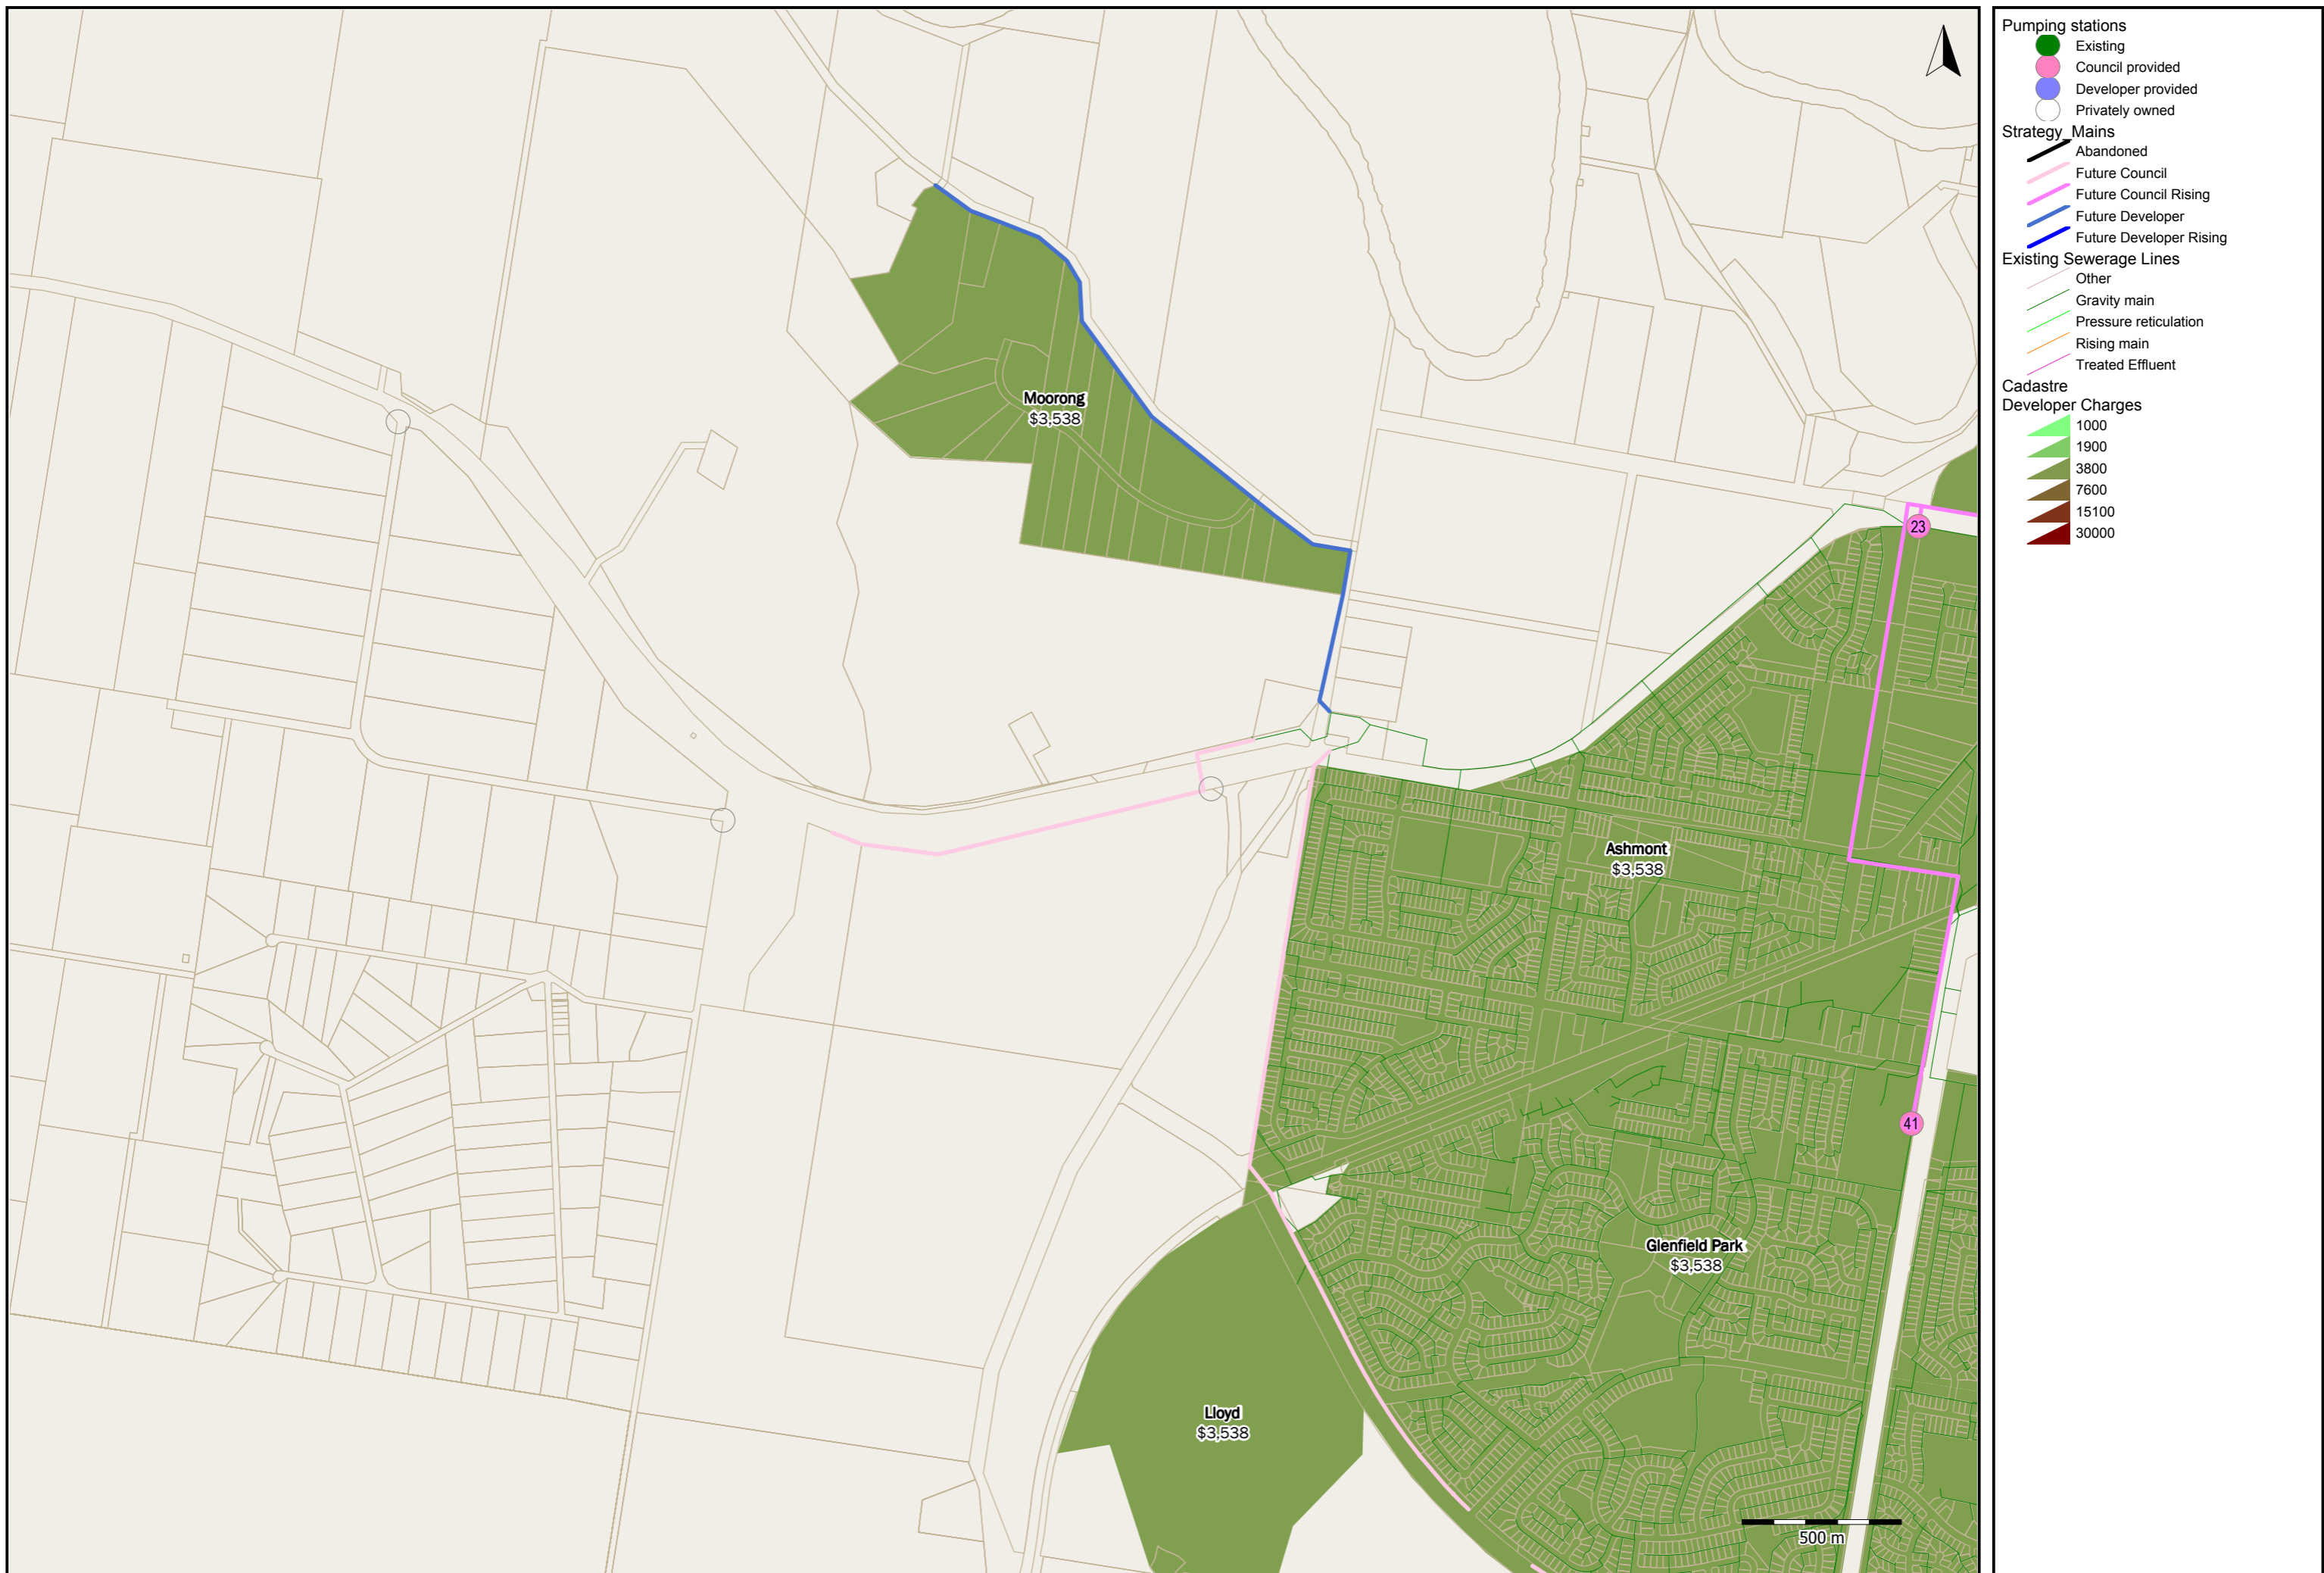 Moorong
$3,538
23
Ashmont
$3,538
41
Glenfield Park
$3,538
Lloyd
$3,538
500 m
Pumping stations
Existing
Council provided
Developer provided
Privately owned
Strategy_Mains
Abandoned
Future Council
Future Council Rising
Future Developer
Future Developer Rising
Existing Sewerage Lines
Other
Gravity main
Pressure reticulation
Rising main
Treated Effluent
Cadastre
Developer Charges
1000
1900
3800
7600
15100
30000